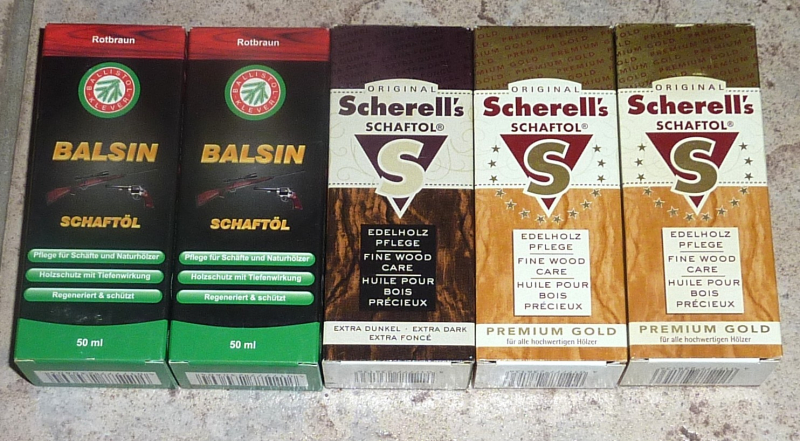 Rotbraun
BALLISTOL
KLEVER
BALSIN
SCHAFTÖL
Pflege für Schäfte und Naturhölzer
Holzschutz mit Tiefenwirkung
Regeneriert & schützt
50 ml
Rotbraun
BALLISTOL
KLEVER
BALSIN
SCHAFTÖL
Pflege für Schäfte und Naturhölzer
Holzschutz mit Tiefenwirkung
Regeneriert & schützt
50 ml
ORIGINAL
Scherell's
SCHAFTOL®
S
EDELHOLZ
PFLEGE
FINE WOOD
CARE
HUILE POUR
BOIS
PRÉCIEUX
EXTRA DUNKEL · EXTRA DARK
EXTRA FONCÉ
ORIGINAL
Scherell's
SCHAFTOL®
S
EDELHOLZ
PFLEGE
FINE WOOD
CARE
HUILE POUR
BOIS
PRÉCIEUX
PREMIUM GOLD
für alle hochwertigen Hölzer
ORIGINAL
Scherell's
SCHAFTOL®
S
EDELHOLZ
PFLEGE
FINE WOOD
CARE
HUILE POUR
BOIS
PRÉCIEUX
PREMIUM GOLD
für alle hochwertigen Hölzer